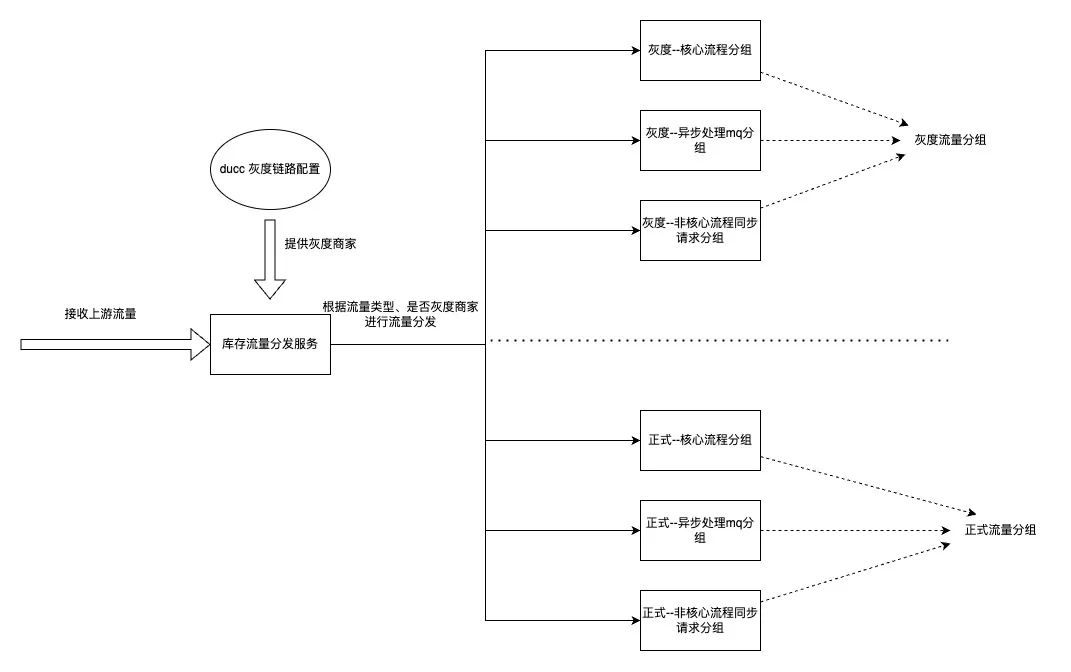 灰度--核心流程分组
灰度--异步处理mq分
组
灰度流量分组
ducc 灰度链路配置
灰度--非核心流程同步
请求分组
提供灰度商家
接收上游流量
根据流量类型、是否灰度商家
进行流量分发
库存流量分发服务
正式--核心流程分组
正式--异步处理mq分
组
正式流量分组
正式--非核心流程同步
请求分组